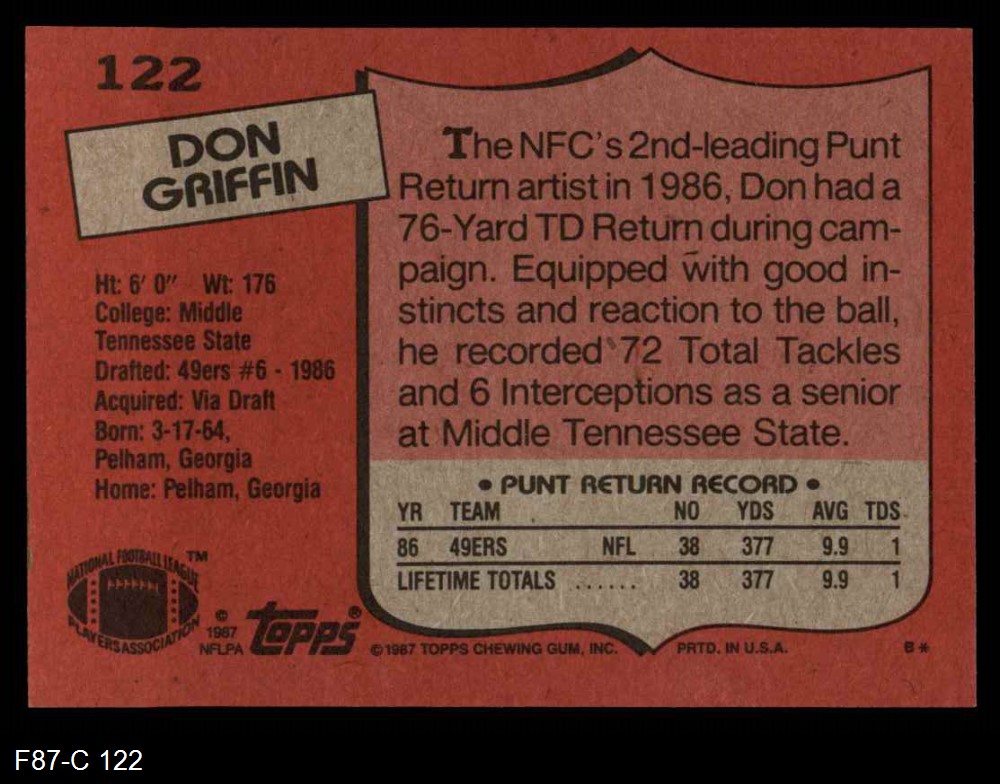 122
DON
GRIFFIN
Ht: 6' 0" Wt: 176
College: Middle
Tennessee State
Drafted: 49ers #6 - 1986
Acquired: Via Draft
Born: 3-17-64,
Pelham, Georgia
Home: Pelham, Georgia
The NFC's 2nd-leading Punt
Return artist in 1986, Don had a
76-Yard TD Return during cam-
paign. Equipped with good in-
stincts and reaction to the ball,
he recorded 72 Total Tackles
and 6 Interceptions as a senior
at Middle Tennessee State.
• PUNT RETURN RECORD •
YR TEAM NO YDS AVG TDS
86 49ERS NFL 38 377 9.9 1
LIFETIME TOTALS ...... 38 377 9.9 1
NATIONAL FOOTBALL LEAGUE ™
PLAYERS ASSOCIATION
©
1987
NFLPA
Topps®
© 1987 TOPPS CHEWING GUM, INC. PRTD. IN U.S.A. B*
F87-C 122